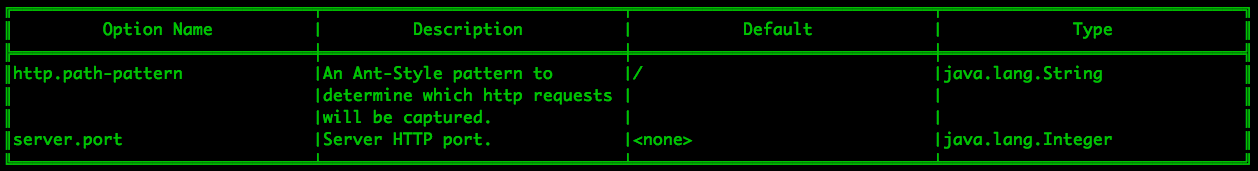 Option Name Description Default Type
http.path-pattern An Ant-Style pattern to / java.lang.String
determine which http requests
will be captured.
server.port Server HTTP port. <none> java.lang.Integer